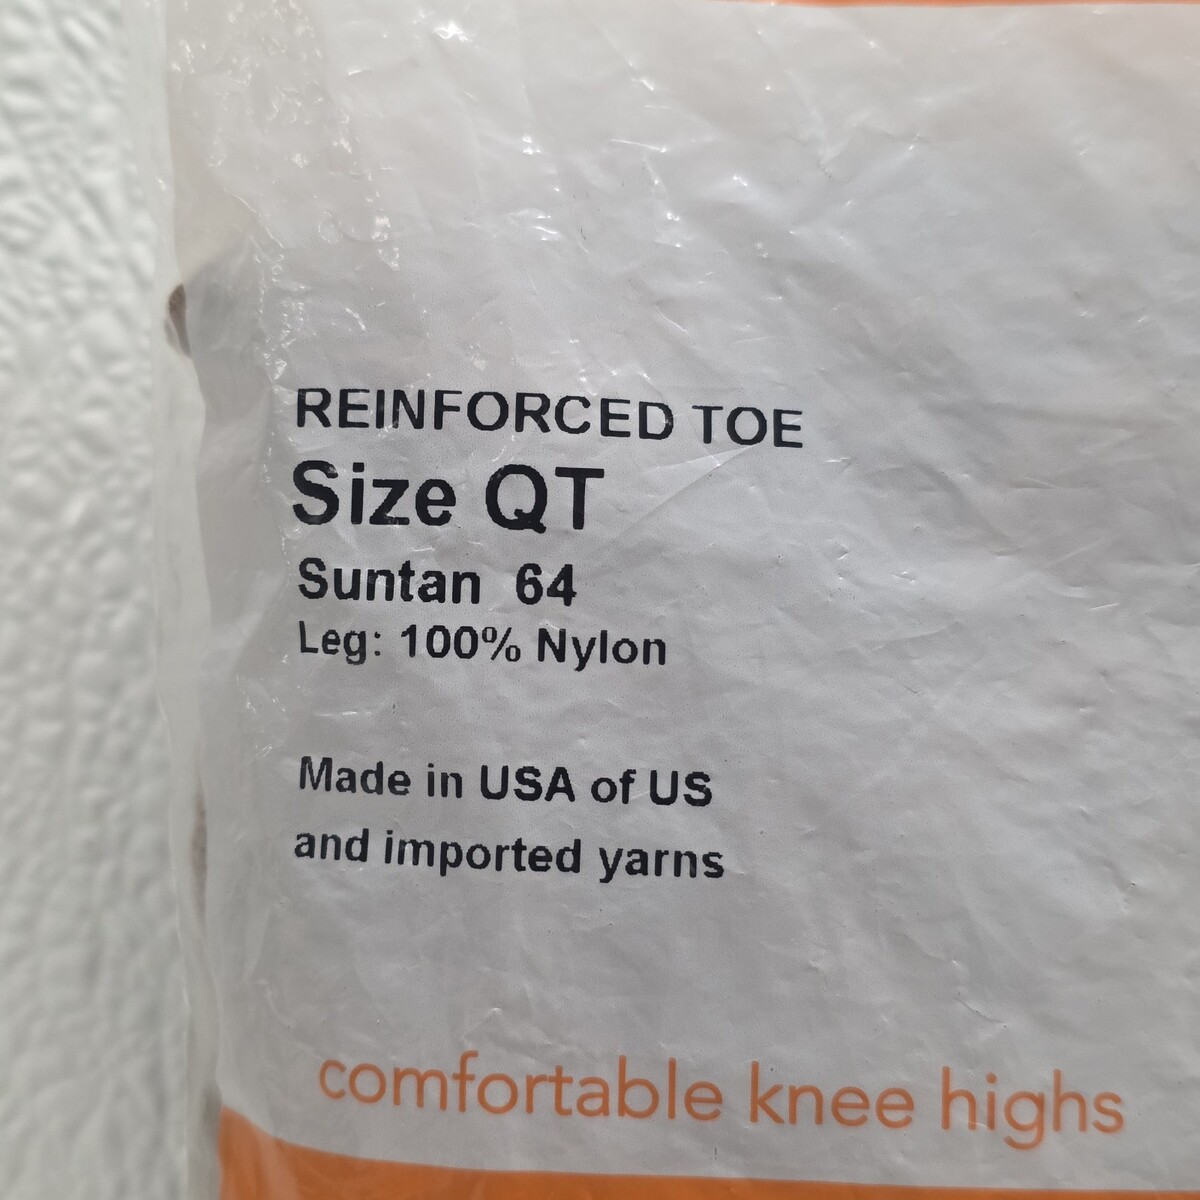 REINFORCED TOE
Size QT
Suntan 64
Leg: 100% Nylon
Made in USA of US
and imported yarns
comfortable knee highs